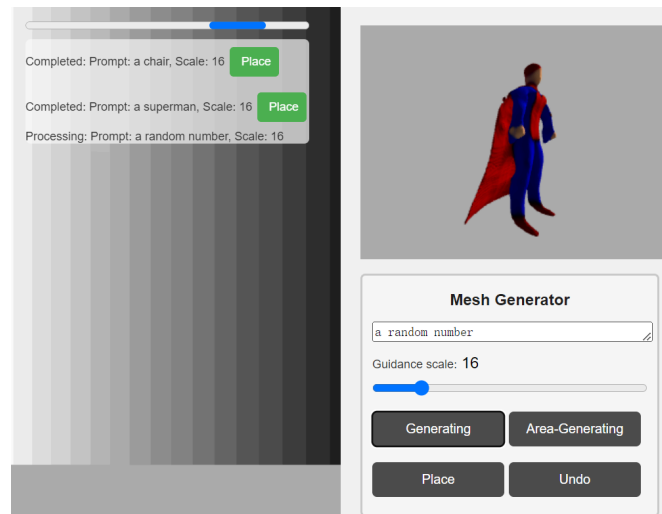 Completed: Prompt: a chair, Scale: 16 Place
Completed: Prompt: a superman, Scale: 16 Place
Processing: Prompt: a random number, Scale: 16
Mesh Generator
a random number
Guidance scale: 16
Generating Area-Generating
Place Undo